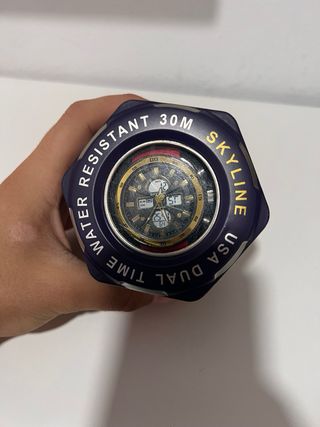 WATER RESISTANT 30M
SKYLINE
USA DUAL TIME